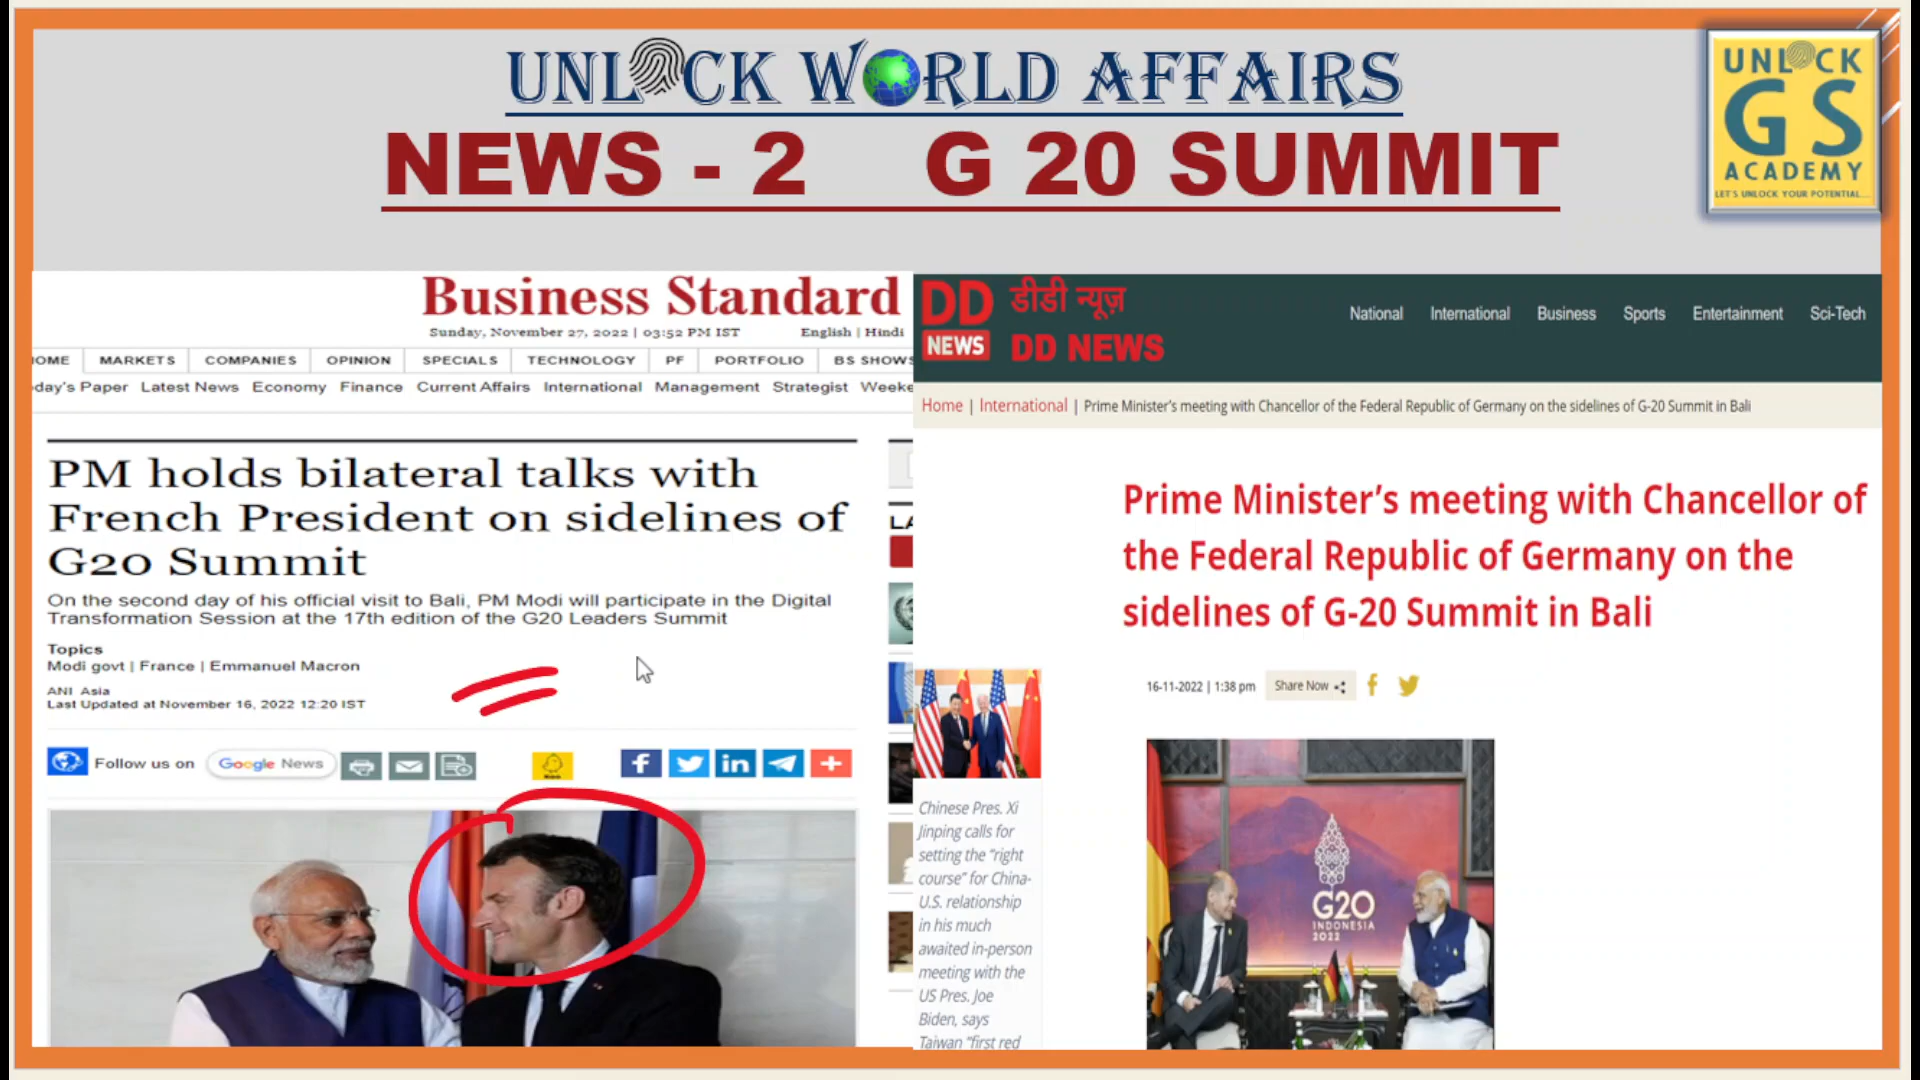 UNLOCK WORLD AFFAIRS
NEWS - 2 G 20 SUMMIT
UNLOCK
GS
ACADEMY
LET'S UNLOCK YOUR POTENTIAL...
Business Standard
Sunday, November 27, 2022 | 03:52 PM IST English | Hindi
OME MARKETS COMPANIES OPINION SPECIALS TECHNOLOGY PF PORTFOLIO BS SHOWS
day's Paper Latest News Economy Finance Current Affairs International Management Strategist Weeke
PM holds bilateral talks with
French President on sidelines of
G20 Summit
On the second day of his official visit to Bali, PM Modi will participate in the Digital
Transformation Session at the 17th edition of the G20 Leaders Summit
Topics
Modi govt | France | Emmanuel Macron
ANI Asia
Last Updated at November 16, 2022 12:20 IST
Follow us on Google News
LA
DD डीडी न्यूज़
NEWS DD NEWS
National International Business Sports Entertainment Sci-Tech
Home | International | Prime Minister's meeting with Chancellor of the Federal Republic of Germany on the sidelines of G-20 Summit in Bali
Prime Minister's meeting with Chancellor of
the Federal Republic of Germany on the
sidelines of G-20 Summit in Bali
16-11-2022 | 1:38 pm Share Now
Chinese Pres. Xi
Jinping calls for
setting the "right
course" for China-
U.S. relationship
in his much
awaited in-person
meeting with the
US Pres. Joe
Biden, says
Taiwan "first red
G20
INDONESIA
2022